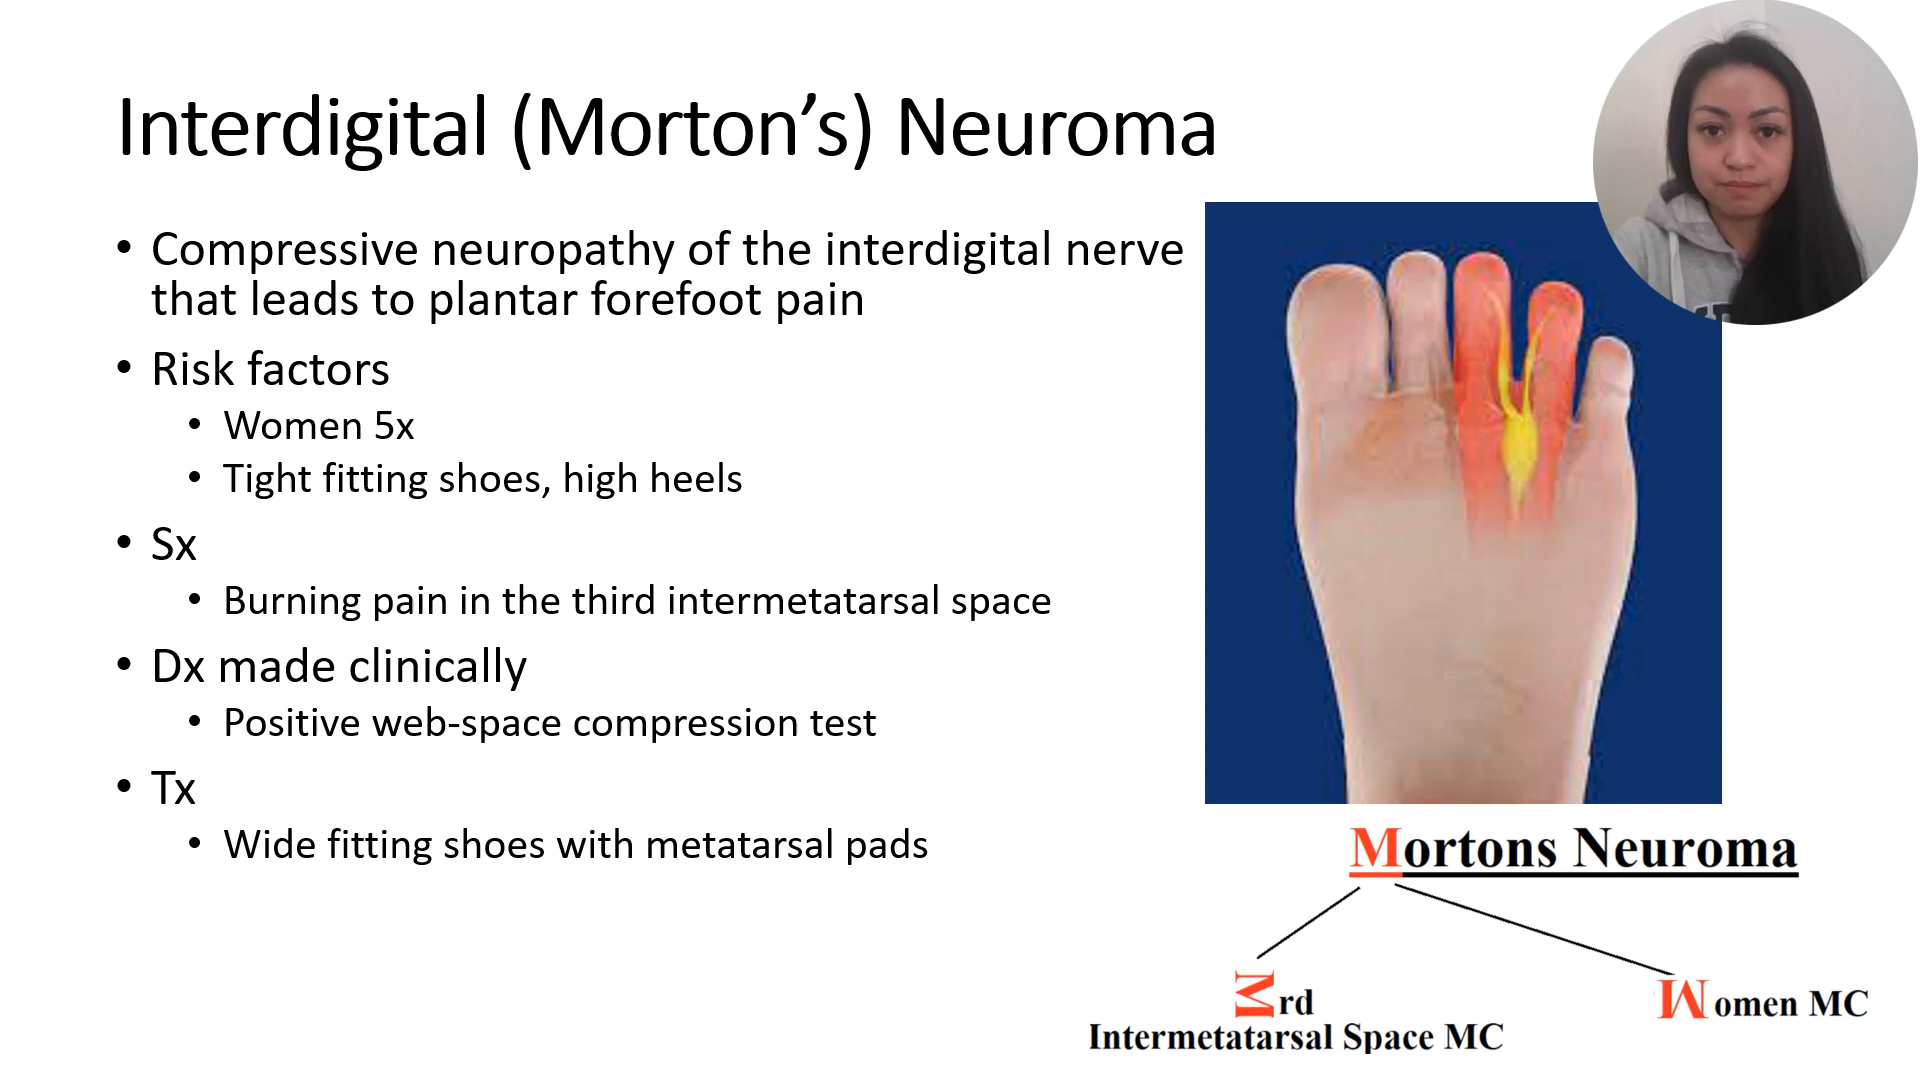 Interdigital (Morton’s) Neuroma
• Compressive neuropathy of the interdigital nerve
that leads to plantar forefoot pain
• Risk factors
• Women 5x
• Tight fitting shoes, high heels
• Sx
• Burning pain in the third intermetatarsal space
• Dx made clinically
• Positive web-space compression test
• Tx
• Wide fitting shoes with metatarsal pads
Mortons Neuroma
Σrd
Intermetatarsal Space MC
Women MC